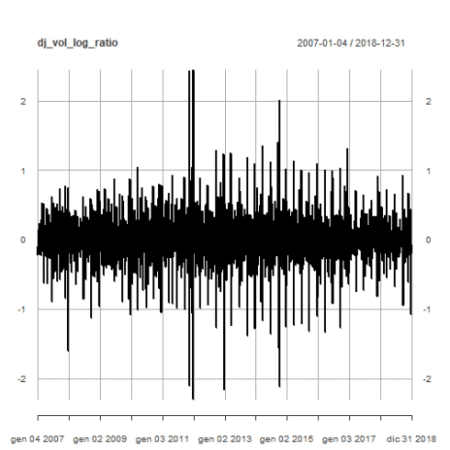 dj_vol_log_ratio 2007-01-04 / 2018-12-31
2 2
1 1
0 0
-1 -1
-2 -2
gen 04 2007 gen 02 2009 gen 03 2011 gen 02 2013 gen 02 2015 gen 03 2017 dic 31 2018